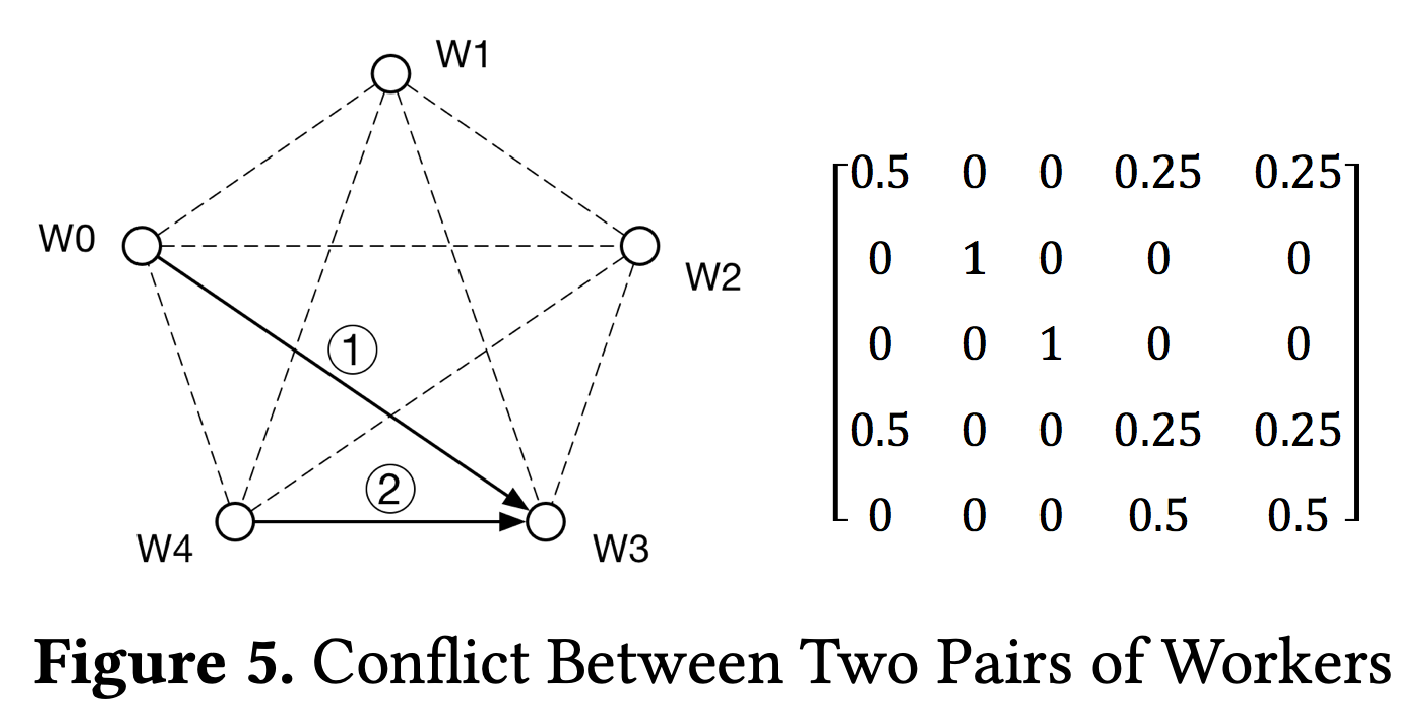 W1
W0
W2
①
②
W4
W3
0.5 0 0 0.25 0.25
0 1 0 0 0
0 0 1 0 0
0.5 0 0 0.25 0.25
0 0 0 0.5 0.5
Figure 5. Conflict Between Two Pairs of Workers